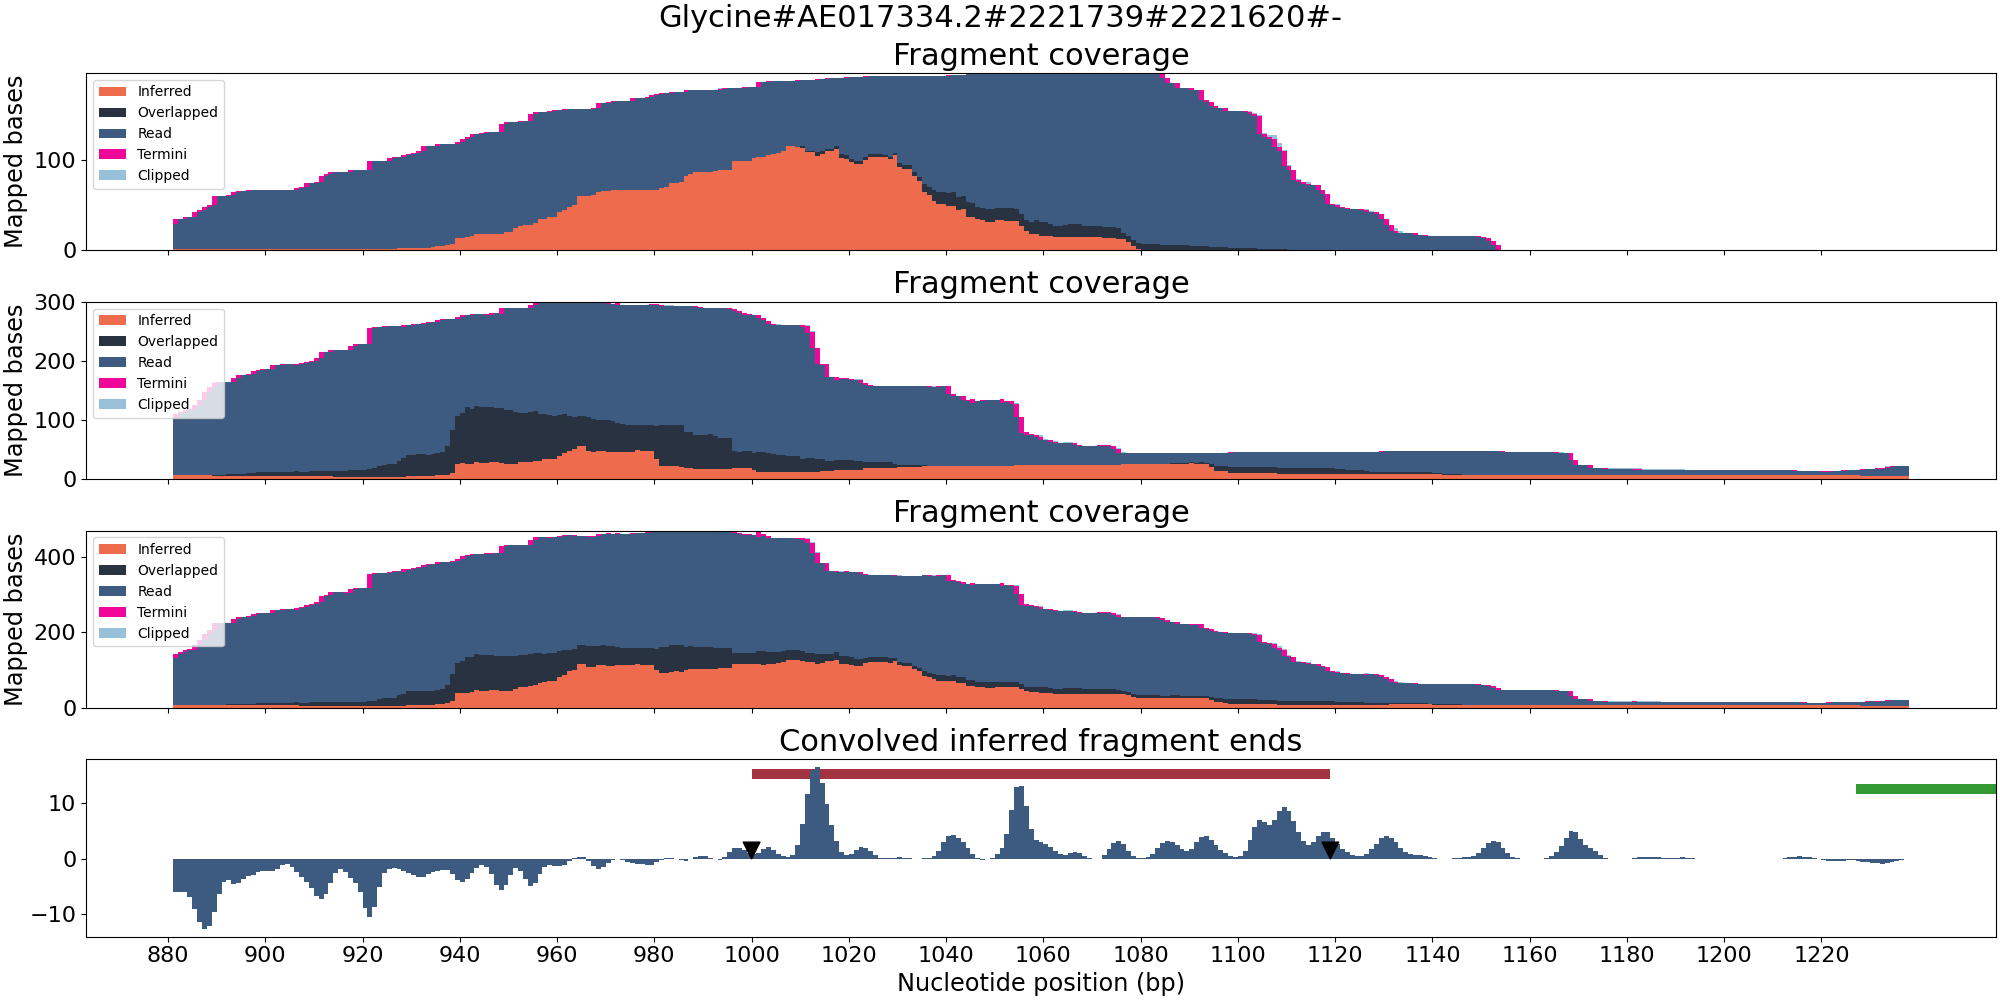 Glycine#AE017334.2#2221739#2221620#-
Fragment coverage
Mapped bases
100
0
Inferred
Overlapped
Read
Termini
Clipped
Fragment coverage
Mapped bases
300
200
100
0
Inferred
Overlapped
Read
Termini
Clipped
Fragment coverage
Mapped bases
400
200
0
Inferred
Overlapped
Read
Termini
Clipped
Convolved inferred fragment ends
10
0
−10
880 900 920 940 960 980 1000 1020 1040 1060 1080 1100 1120 1140 1160 1180 1200 1220
Nucleotide position (bp)